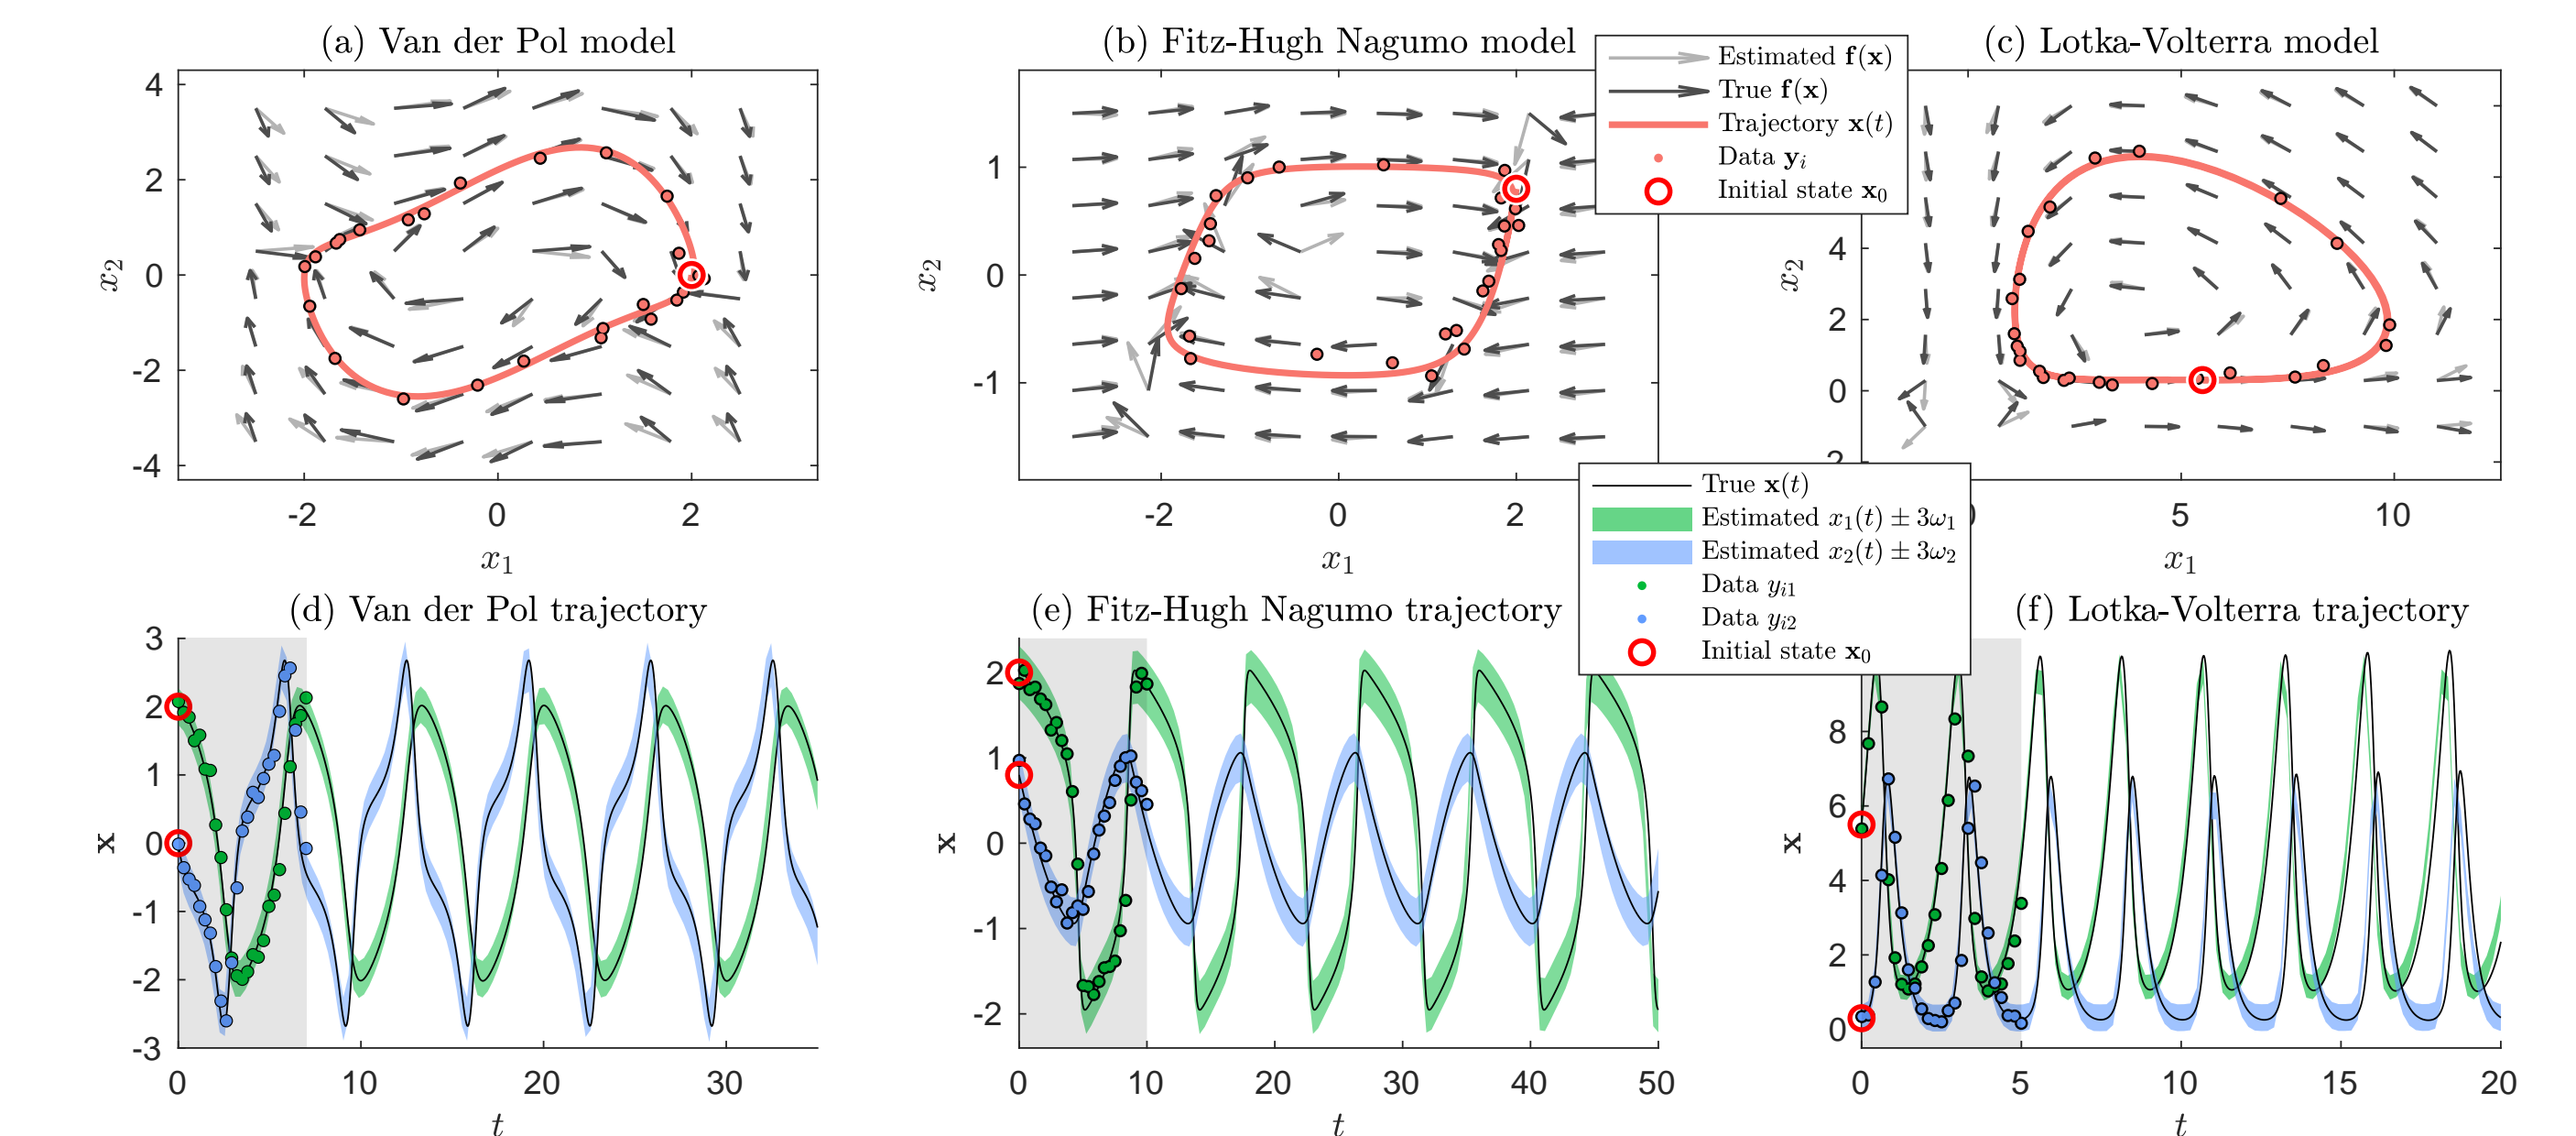 (a) Van der Pol model
(b) Fitz-Hugh Nagumo model
(c) Lotka-Volterra model
Estimated f(x)
True f(x)
Trajectory x(t)
Data yᵢ
Initial state x₀
4
2
0
-2
-4
x₂
-2
0
2
x₁
1
0
-1
x₂
-2
0
2
x₁
4
2
0
x₂
5
10
x₁
True x(t)
Estimated x₁(t) ± 3ω₁
Estimated x₂(t) ± 3ω₂
Data yᵢ₁
Data yᵢ₂
Initial state x₀
(d) Van der Pol trajectory
(e) Fitz-Hugh Nagumo trajectory
(f) Lotka-Volterra trajectory
3
2
1
0
-1
-2
-3
x
0
10
20
30
t
2
1
0
-1
-2
x
0
10
20
30
40
50
t
8
6
4
2
0
x
0
5
10
15
20
t